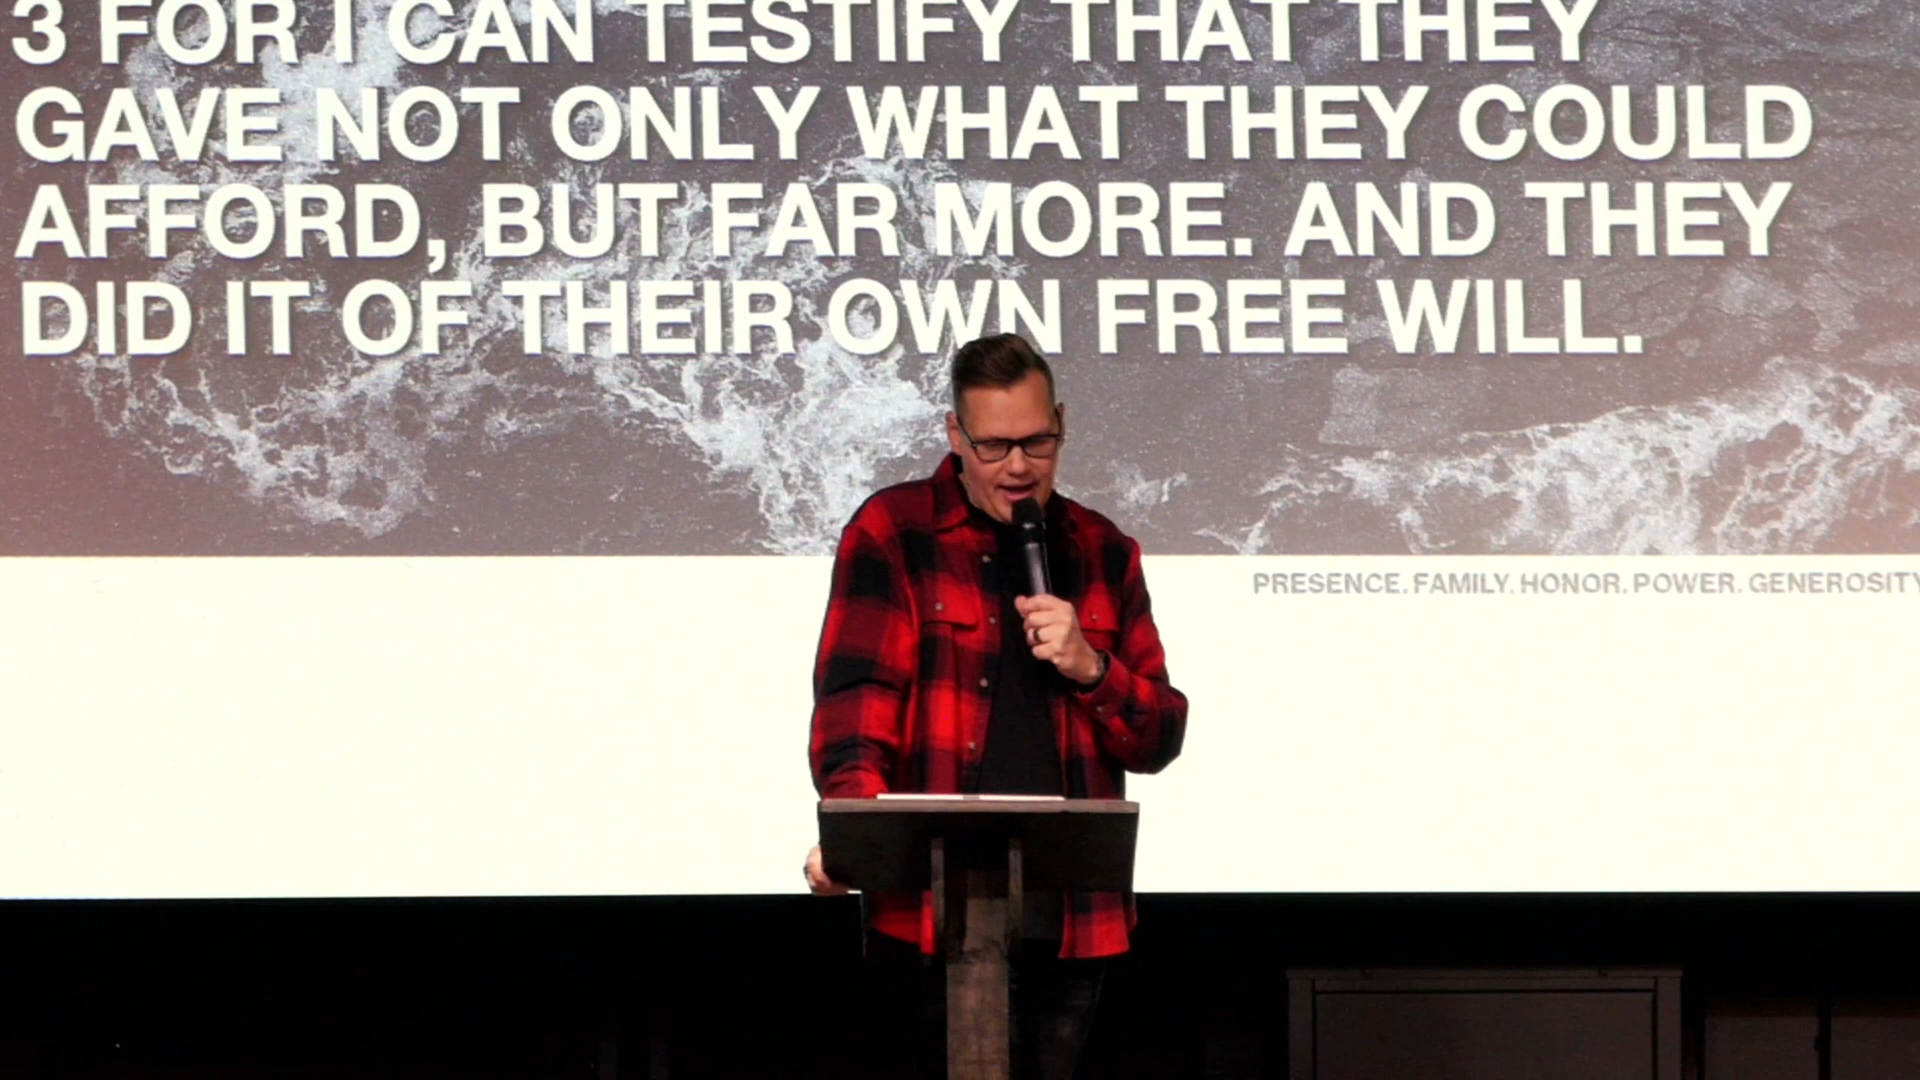 3 FOR I CAN TESTIFY THAT THEY
GAVE NOT ONLY WHAT THEY COULD
AFFORD, BUT FAR MORE. AND THEY
DID IT OF THEIR OWN FREE WILL.
PRESENCE. FAMILY. HONOR. POWER. GENEROSITY